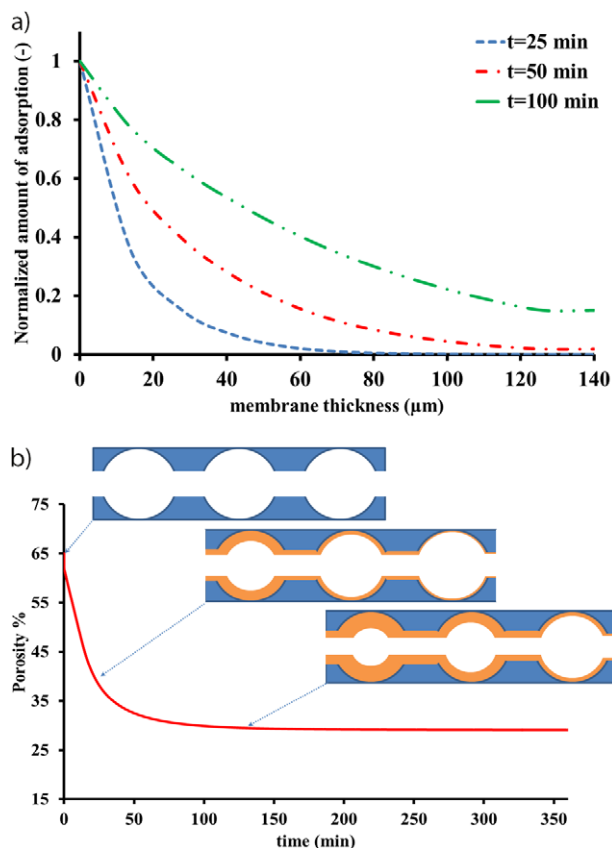 a)
Normalized amount of adsorption (-)
1
0.8
0.6
0.4
0.2
0
t=25 min
t=50 min
t=100 min
0 20 40 60 80 100 120 140
membrane thickness (µm)
b)
Porosity %
75
65
55
45
35
25
15
0 50 100 150 200 250 300 350
time (min)